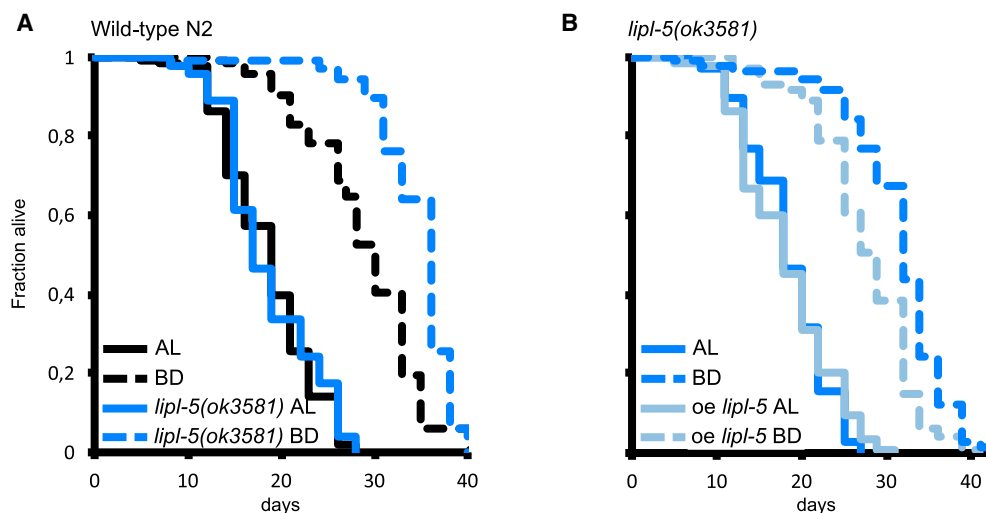 A
Wild-type N2
Fraction alive
1
0,8
0,6
0,4
0,2
0
AL
BD
lipl-5(ok3581) AL
lipl-5(ok3581) BD
0 10 20 30 40
days
B
lipl-5(ok3581)
AL
BD
oe lipl-5 AL
oe lipl-5 BD
0 10 20 30 40
days